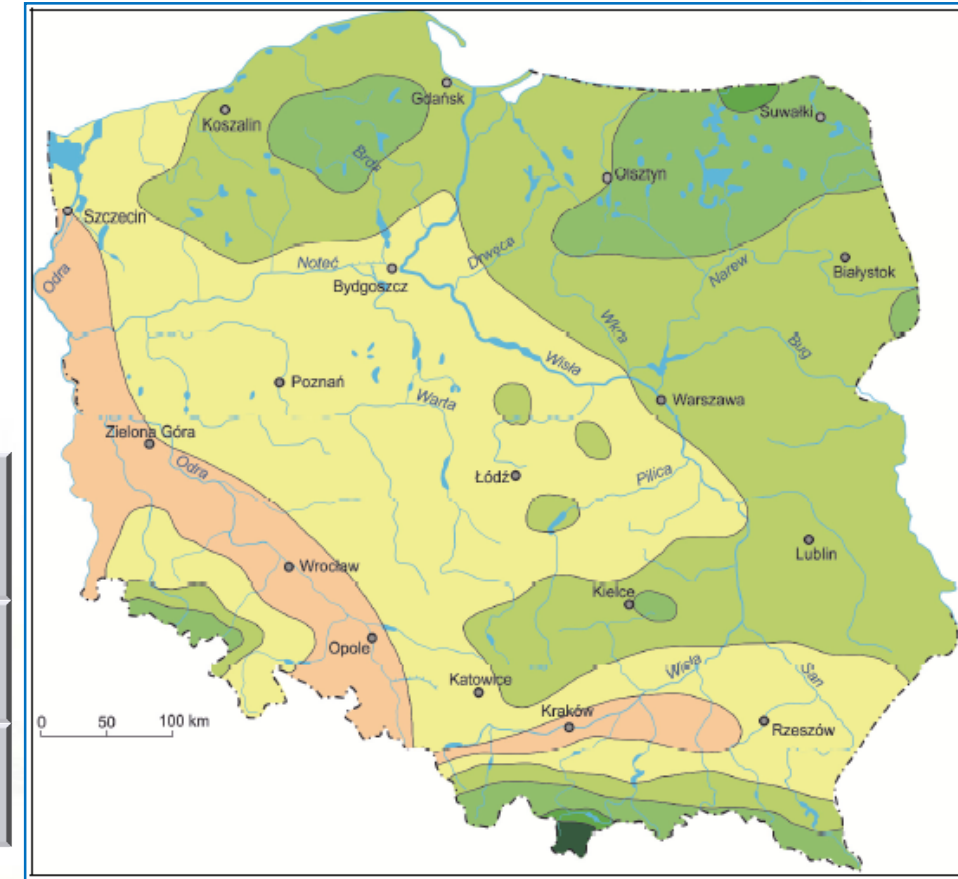 Gdańsk
Koszalin
Suwałki
Brda
Olsztyn
Szczecin
Drwęca
Noteć
Narew
Białystok
Odra
Bydgoszcz
Wkra
Bug
Wisła
Poznań
Warta
Warszawa
Zielona Góra
Odra
Łódź
Pilica
Lublin
Wrocław
Kielce
Opole
Wisła
San
Katowice
Kraków
0 50 100 km
Rzeszów